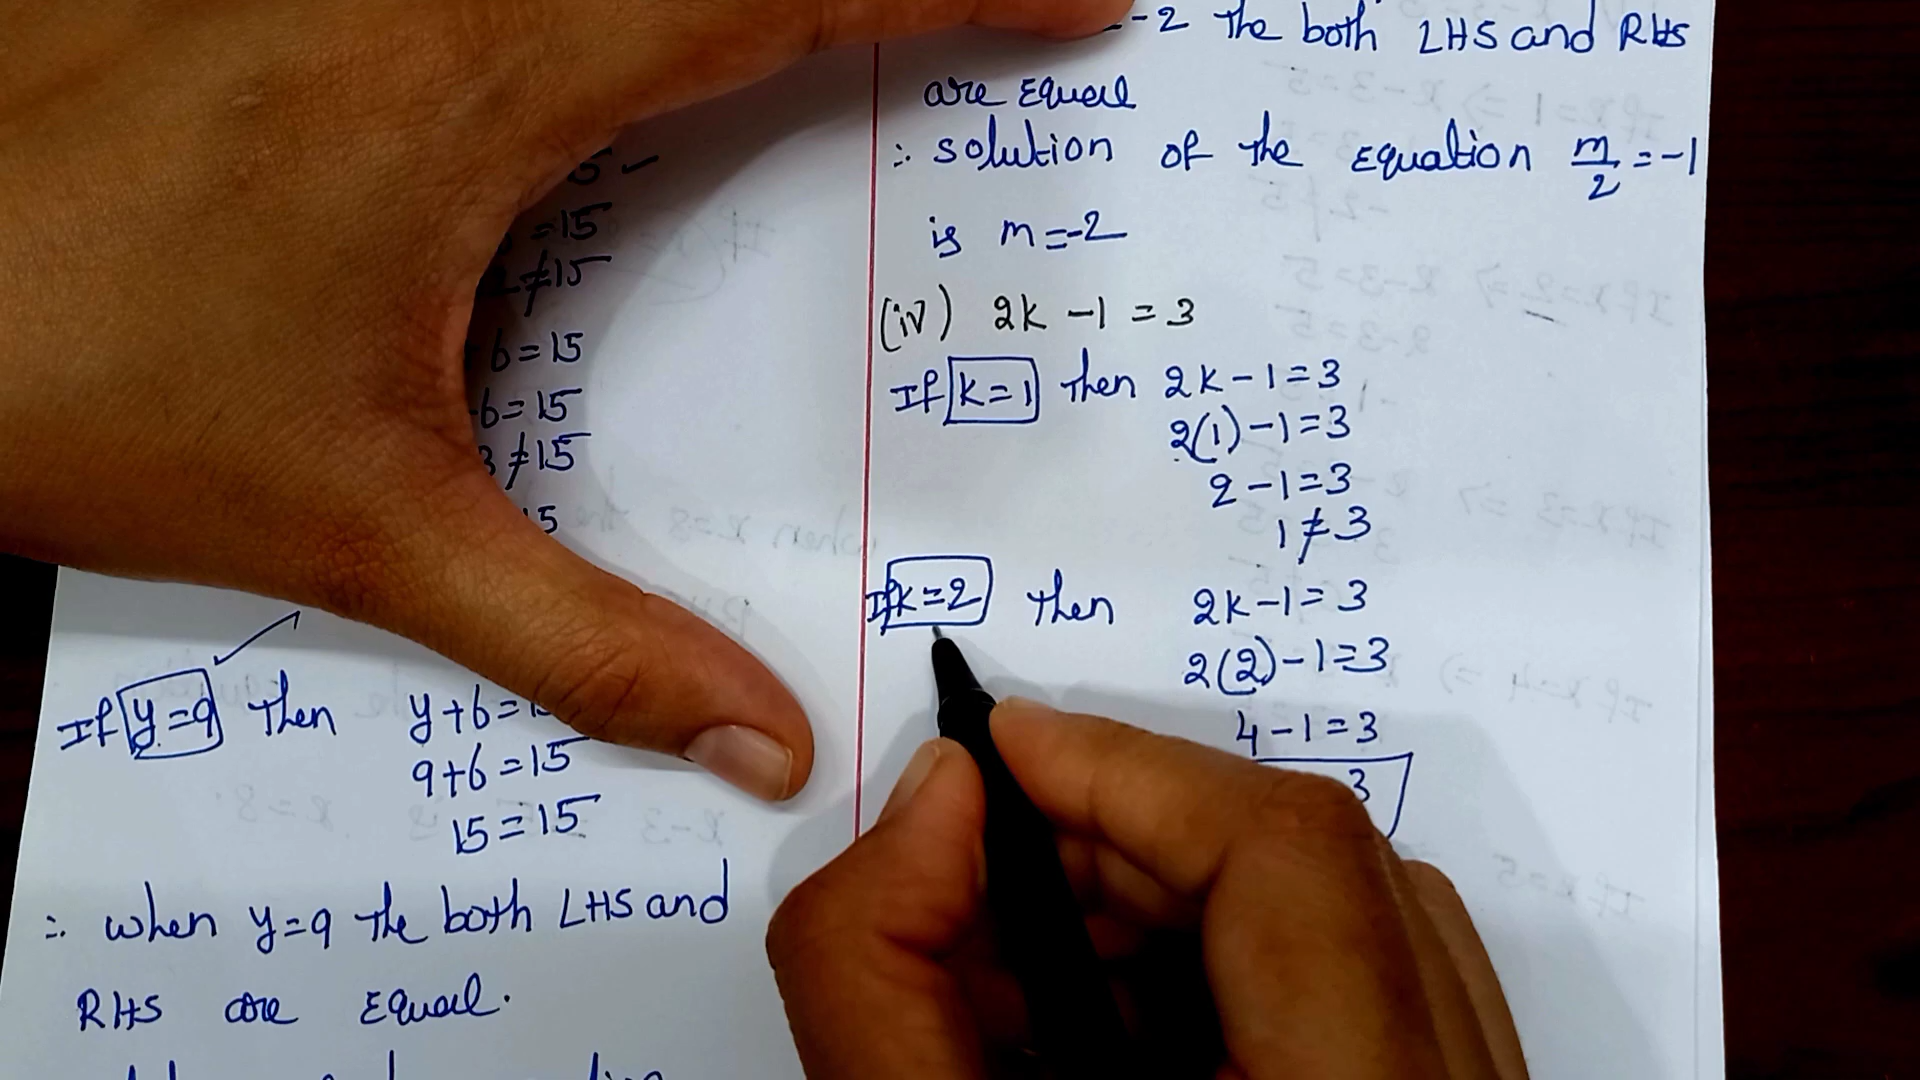 5
=15
≠15
6=15
6=15
3≠15
15
If y=9 then y+6=
9+6=15
15=15
∴ when y=9 the both LHS and
RHS are Equal.
-2 the both LHS and RHS
are Equal
∴ solution of the Equation m/2=-1
is m=-2
(iv) 2k-1=3
If k=1 then 2k-1=3
2(1)-1=3
2-1=3
1≠3
If k=2 then 2k-1=3
2(2)-1=3
4-1=3
3